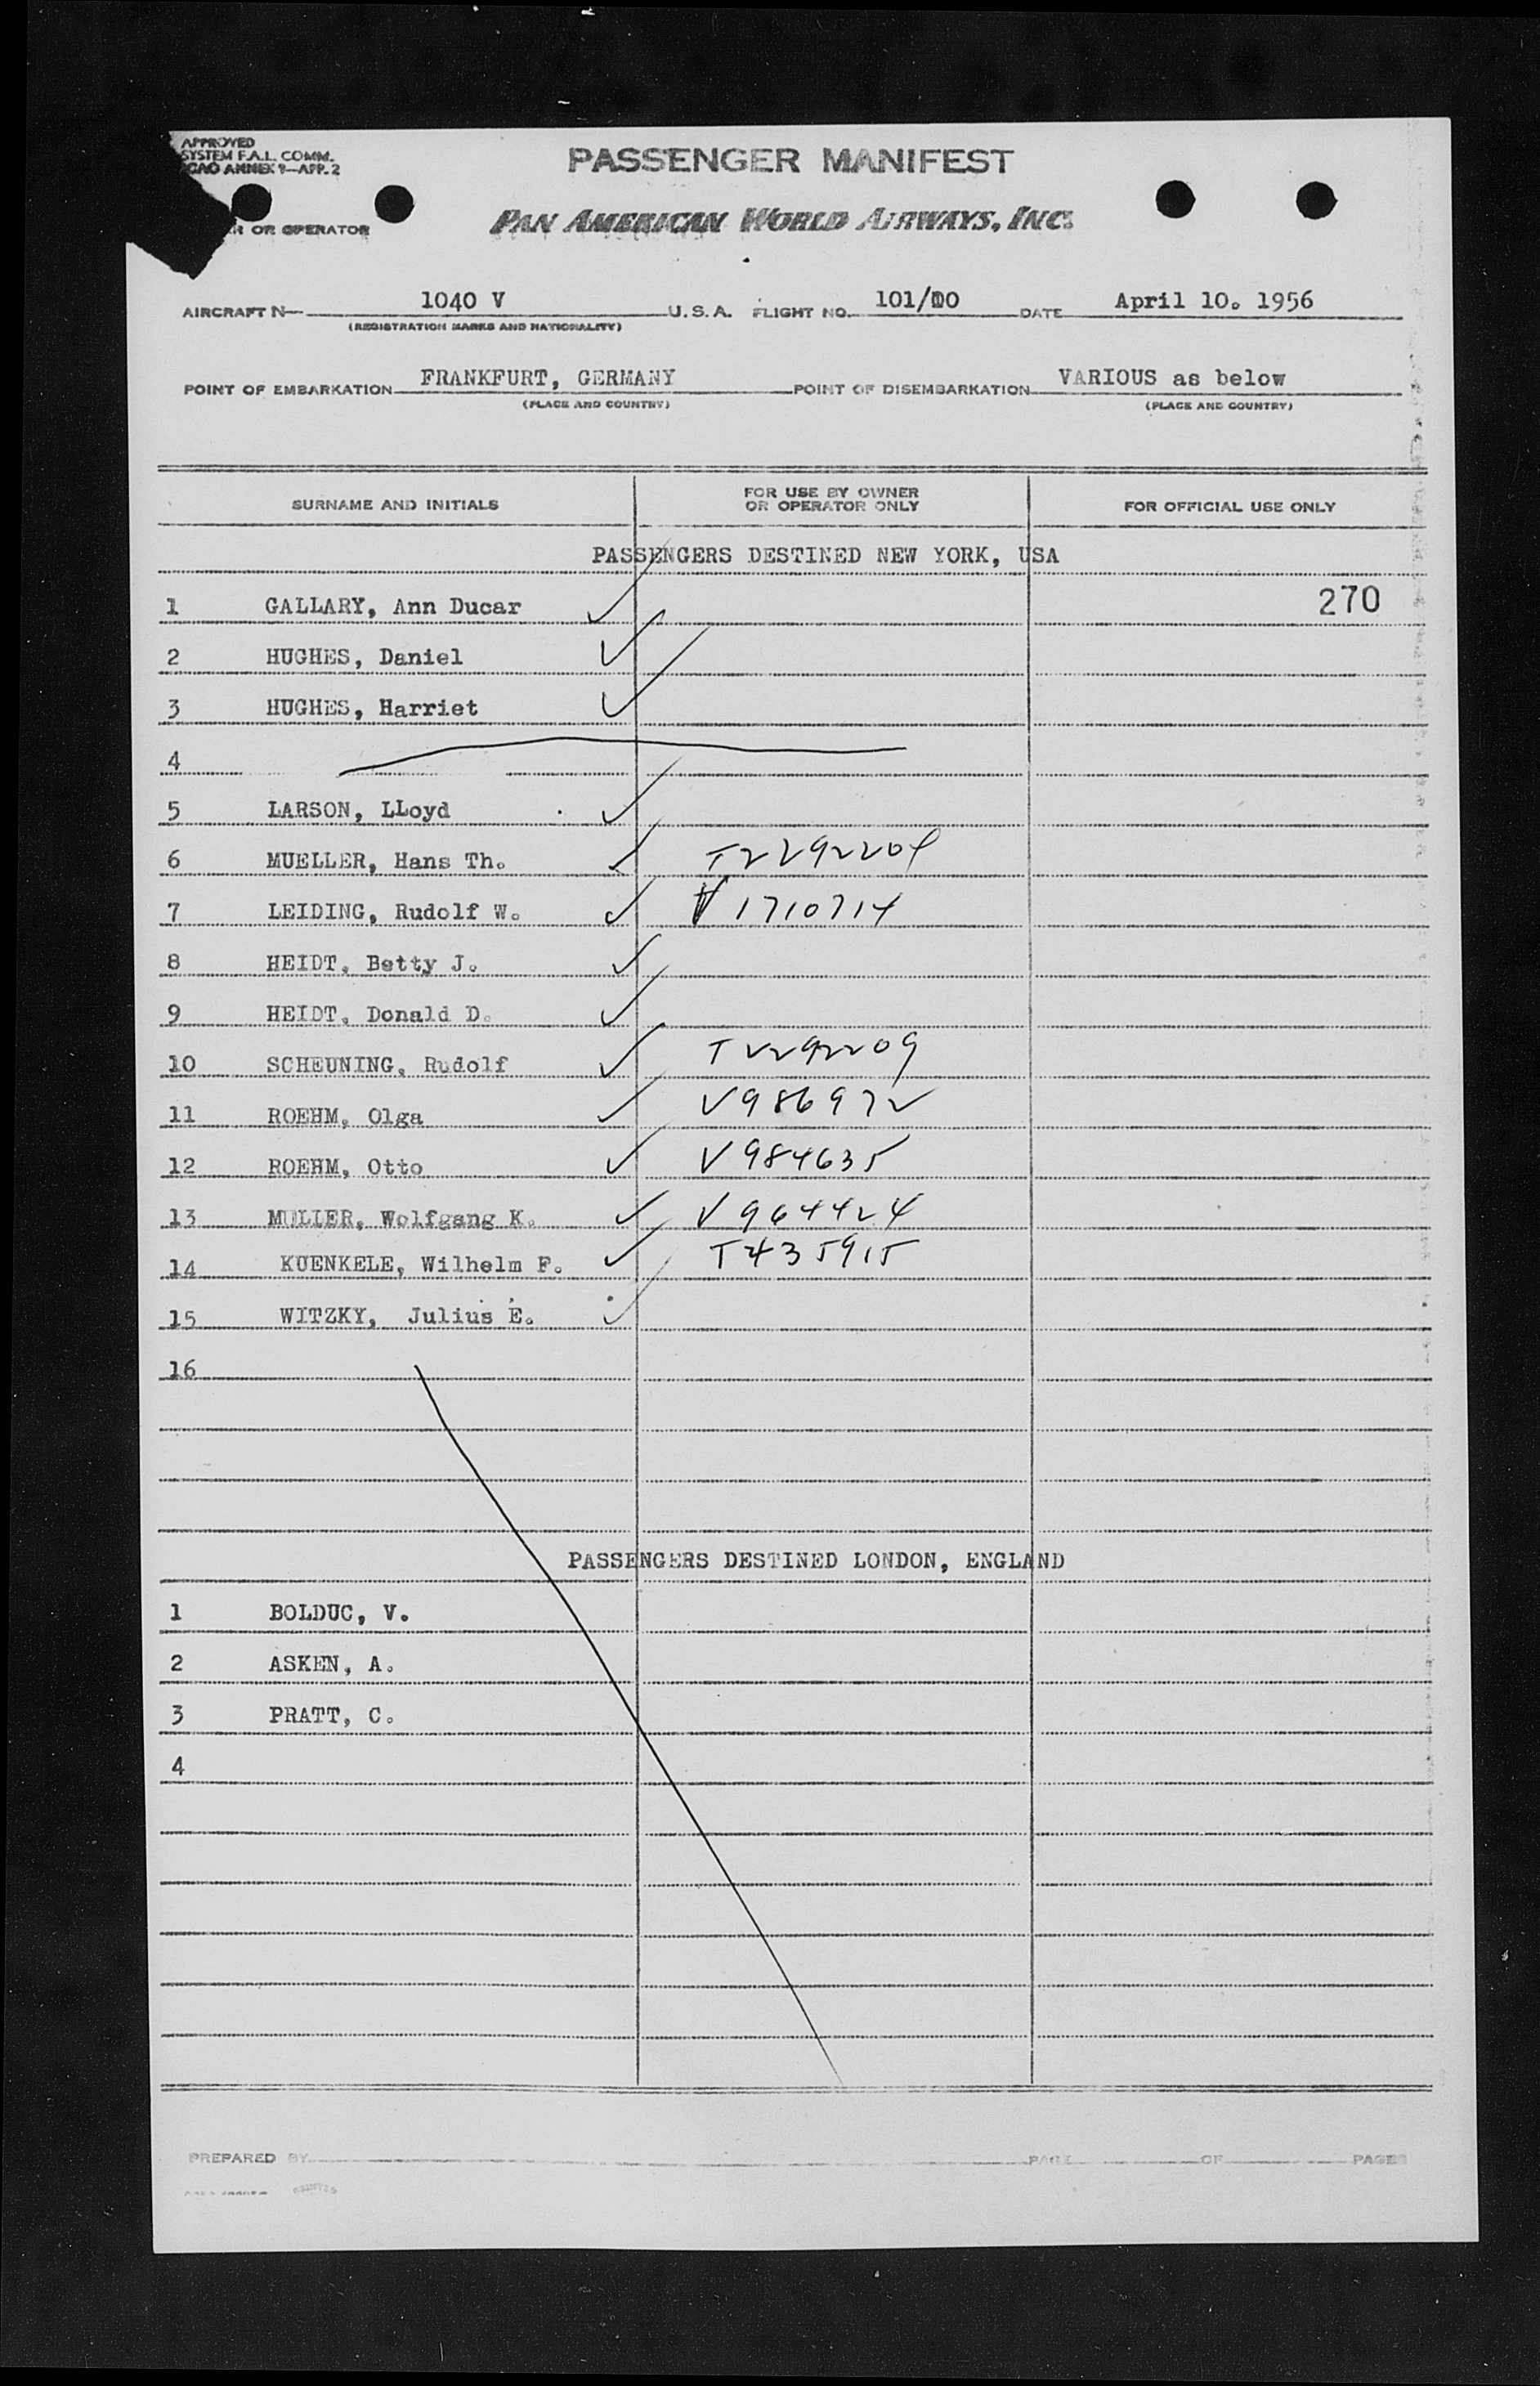 APPROVED
SYSTEM F.A.L. COMM.
ICAO ANNEX 9—APP. 2
PASSENGER MANIFEST
OR OPERATOR
PAN AMERICAN WORLD AIRWAYS, INC.
AIRCRAFT N— 1040 V U.S.A. FLIGHT NO. 101/ DATE April 10. 1956
(REGISTRATION MARKS AND NATIONALITY)
POINT OF EMBARKATION FRANKFURT, GERMANY POINT OF DISEMBARKATION VARIOUS as below
(PLACE AND COUNTRY) (PLACE AND COUNTRY)
SURNAME AND INITIALS FOR USE BY OWNER OR OPERATOR ONLY FOR OFFICIAL USE ONLY
PASSENGERS DESTINED NEW YORK, USA
1 GALLARY, Ann Ducar 270
2 HUGHES, Daniel
3 HUGHES, Harriet
4
5 LARSON, LLoyd
6 MUELLER, Hans Th. T2292204
7 LEIDING, Rudolf W. V1710714
8 HEIDT, Betty J.
9 HEIDT, Donald D.
10 SCHEUNING, Rudolf T2292209
11 ROEHM, Olga V986972
12 ROEHM, Otto V984635
13 MULLER, Wolfgang K. V964424
14 KUENKELE, Wilhelm F. T435915
15 WITZKY, Julius E.
16
PASSENGERS DESTINED LONDON, ENGLAND
1 BOLDUC, V.
2 ASKEN, A.
3 PRATT, C.
4
PREPARED BY PAGE OF PAGES